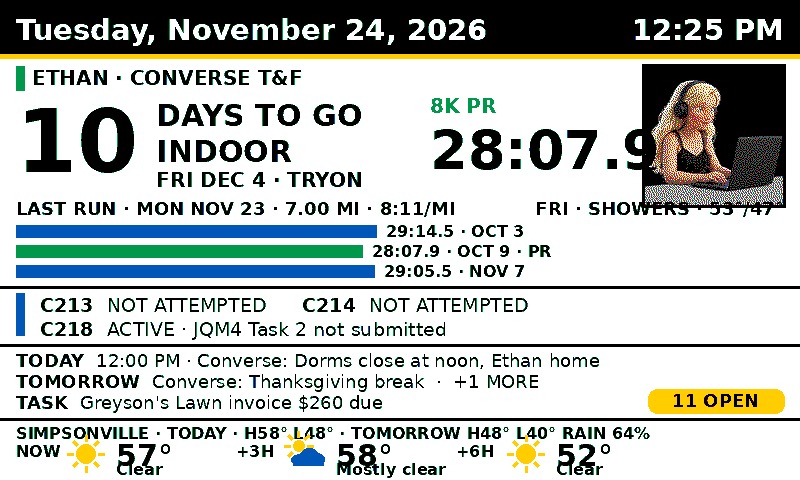 Tuesday, November 24, 2026 12:25 PM
ETHAN · CONVERSE T&F
10 DAYS TO GO
INDOOR
FRI DEC 4 · TRYON
8K PR
28:07.9
LAST RUN · MON NOV 23 · 7.00 MI · 8:11/MI FRI · SHOWERS · 53°/47°
29:14.5 · OCT 3
28:07.9 · OCT 9 · PR
29:05.5 · NOV 7
C213 NOT ATTEMPTED C214 NOT ATTEMPTED
C218 ACTIVE · JQM4 Task 2 not submitted
TODAY 12:00 PM · Converse: Dorms close at noon, Ethan home
TOMORROW Converse: Thanksgiving break · +1 MORE
TASK Greyson's Lawn invoice $260 due
11 OPEN
SIMPSONVILLE · TODAY · H58° L48° · TOMORROW H48° L40° RAIN 64%
NOW 57° +3H 58° +6H 52°
Clear Mostly clear Clear